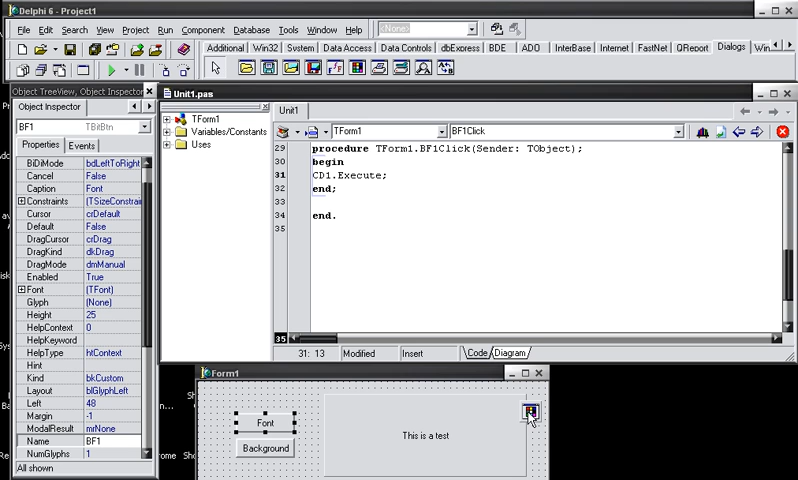 Delphi 6 - Project1
File Edit Search View Project Run Component Database Tools Window Help <None>
Additional Win32 System Data Access Data Controls dbExpress BDE ADO InterBase Internet FastNet QReport Dialogs
Object TreeView, Object Inspector
Object Inspector
BF1 TBitBtn
Properties Events
BiDiMode bdLeftToRight
Cancel False
Caption Font
Constraints (TSizeConstrai
Cursor crDefault
Default False
DragCursor crDrag
DragKind dkDrag
DragMode dmManual
Enabled True
Font (TFont)
Glyph (None)
Height 25
HelpContext 0
HelpKeyword
HelpType htContext
Hint
Kind bkCustom
Layout blGlyphLeft
Left 48
Margin -1
ModalResult mrNone
Name BF1
NumGlyphs 1
All shown
Unit1.pas
TForm1
Variables/Constants
Uses
Unit1
TForm1 BF1Click
29 procedure TForm1.BF1Click(Sender: TObject);
30 begin
31 CD1.Execute;
32 end;
33
34 end.
35
35
31: 13 Modified Insert Code Diagram
Form1
Font
Background
This is a test